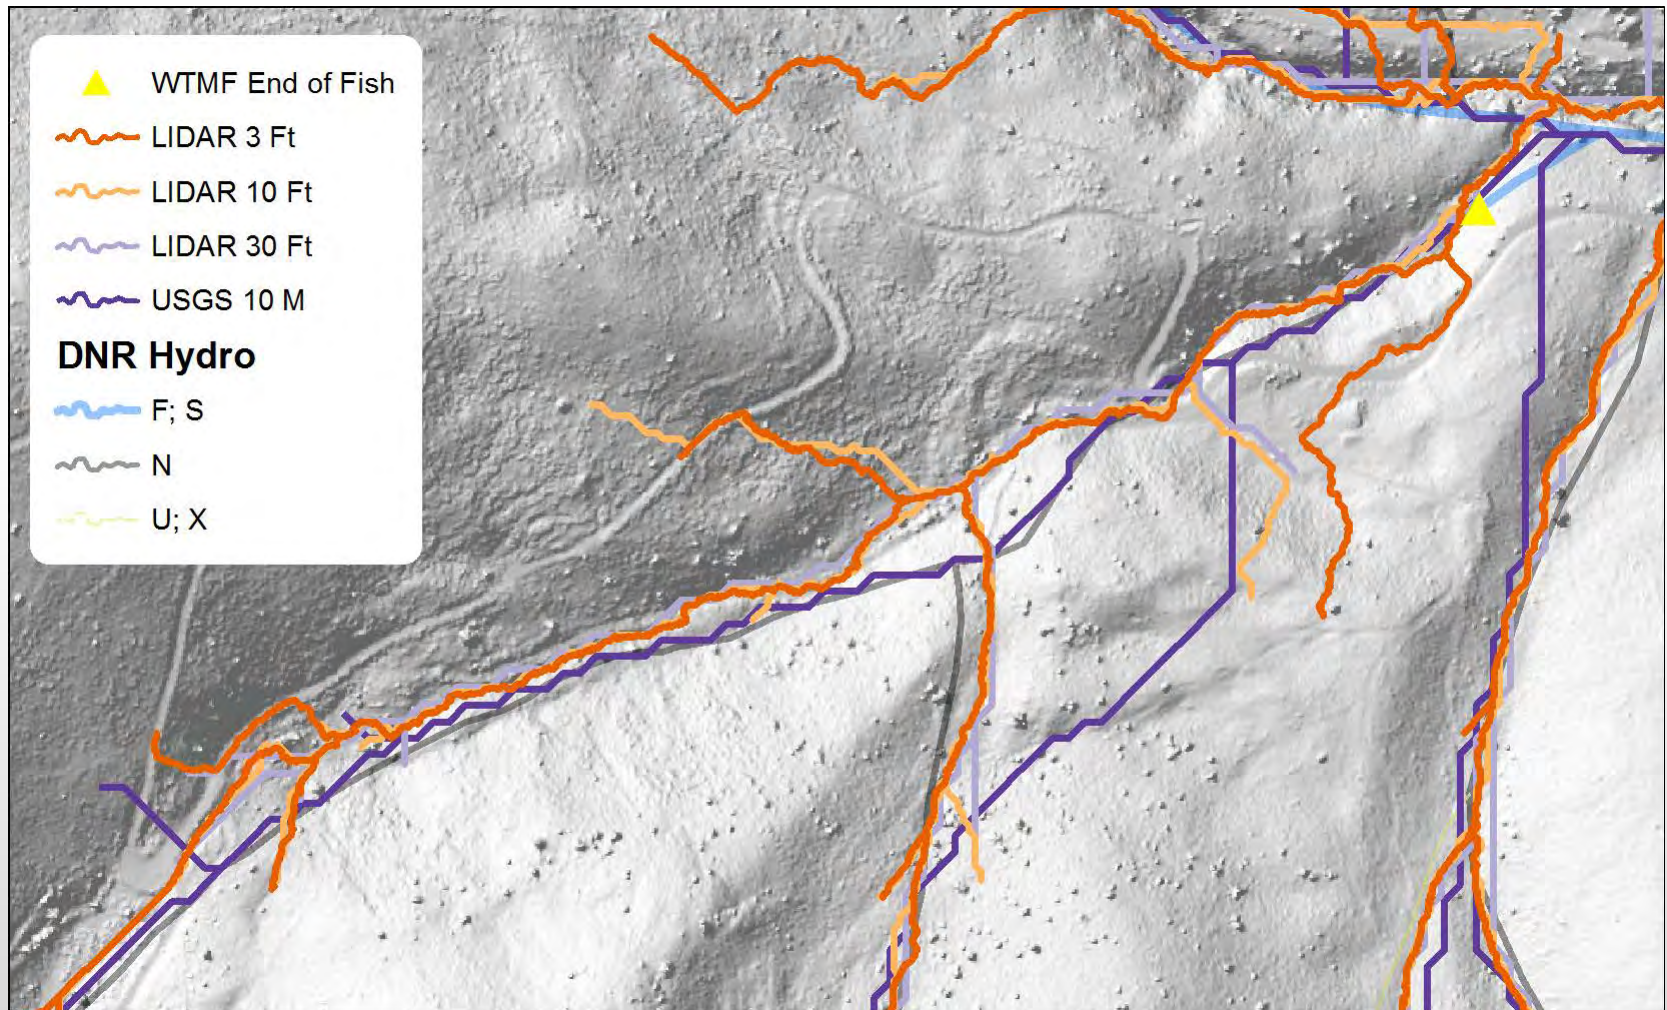 WTMF End of Fish
LIDAR 3 Ft
LIDAR 10 Ft
LIDAR 30 Ft
USGS 10 M
DNR Hydro
F; S
N
U; X